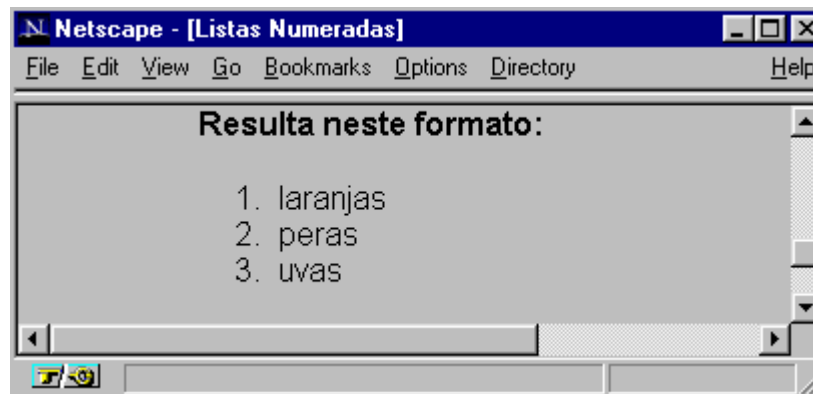 N Netscape - [Listas Numeradas]
File Edit View Go Bookmarks Options Directory Help
Resulta neste formato:
1. laranjas
2. peras
3. uvas